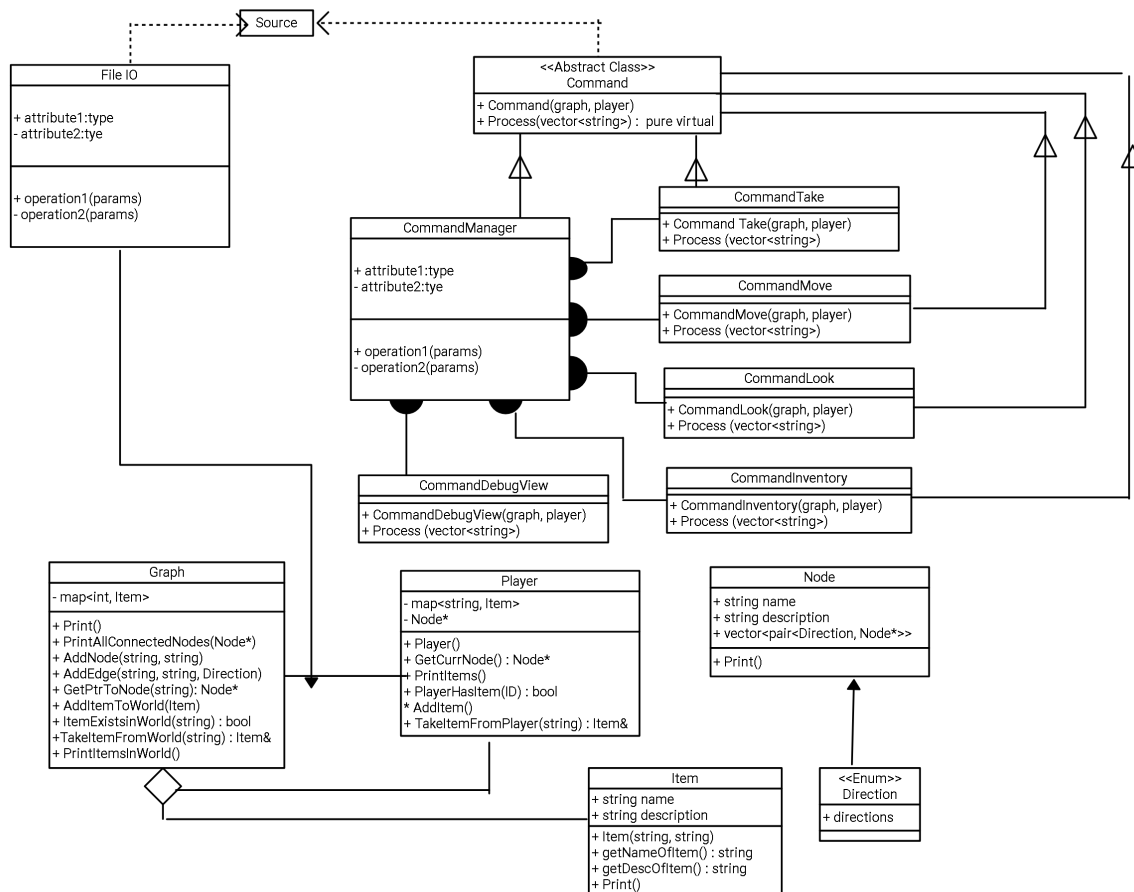 Source
File IO
+ attribute1:type
- attribute2:tye
+ operation1(params)
- operation2(params)
<<Abstract Class>>
Command
+ Command(graph, player)
+ Process(vector<string>) : pure virtual
CommandTake
+ Command Take(graph, player)
+ Process (vector<string>)
CommandManager
+ attribute1:type
- attribute2:tye
+ operation1(params)
- operation2(params)
CommandMove
+ CommandMove(graph, player)
+ Process (vector<string>)
CommandLook
+ CommandLook(graph, player)
+ Process (vector<string>)
CommandInventory
+ CommandInventory(graph, player)
+ Process (vector<string>)
CommandDebugView
+ CommandDebugView(graph, player)
+ Process (vector<string>)
Graph
- map<int, Item>
+ Print()
+ PrintAllConnectedNodes(Node*)
+ AddNode(string, string)
+ AddEdge(string, string, Direction)
+ GetPtrToNode(string): Node*
+ AddItemToWorld(Item)
+ ItemExistsinWorld(string) : bool
+TakeItemFromWorld(string) : Item&
+ PrintItemsInWorld()
Player
- map<string, Item>
- Node*
+ Player()
+ GetCurrNode() : Node*
+ PrintItems()
+ PlayerHasItem(ID) : bool
* AddItem()
+ TakeItemFromPlayer(string) : Item&
Node
+ string name
+ string description
+ vector<pair<Direction, Node*>>
+ Print()
Item
+ string name
+ string description
+ Item(string, string)
+ getNameOfItem() : string
+ getDescOfItem() : string
+ Print()
<<Enum>>
Direction
+ directions